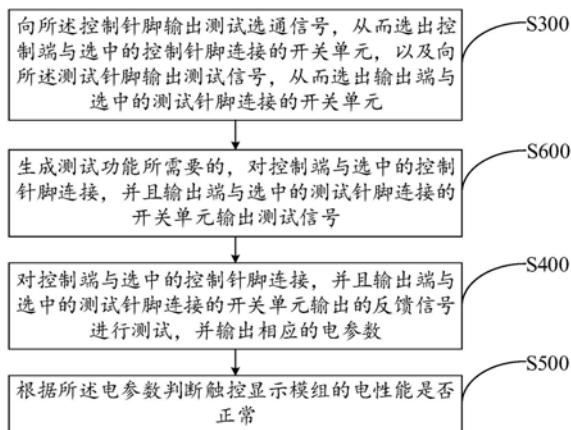 向所述控制针脚输出测试选通信号，从而选出控
制端与选中的控制针脚连接的开关单元，以及向
所述测试针脚输出测试信号，从而选出输出端与
选中的测试针脚连接的开关单元
S300
生成测试功能所需要的，对控制端与选中的控制
针脚连接，并且输出端与选中的测试针脚连接的
开关单元输出测试信号
S600
对控制端与选中的控制针脚连接，并且输出端与
选中的测试针脚连接的开关单元输出的反馈信号
进行测试，并输出相应的电参数
S400
根据所述电参数判断触控显示模组的电性能是否
正常
S500